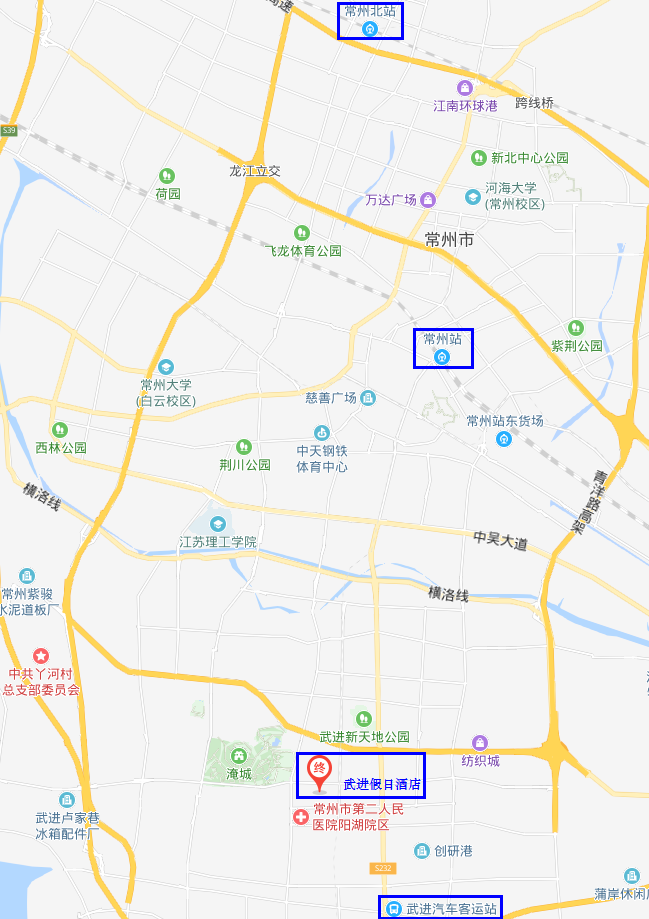 常州北站
高速
江南环球港
跨线桥
S39
新北中心公园
龙江立交
荷园
万达广场
河海大学
(常州校区)
常州市
飞龙体育公园
常州站
紫荆公园
常州大学
(白云校区)
慈善广场
常州站东货场
西林公园
荆川公园
中天钢铁
体育中心
青洋路高架
横洛线
江苏理工学院
中吴大道
常州紫骏
水泥道板厂
横洛线
中共丫河村
总支部委员会
武进新天地公园
纺织城
淹城
终
武进假日酒店
武进卢家巷
冰箱配件厂
常州市第二人民
医院阳湖院区
创研港
S232
蒲岸休闲
武进汽车客运站